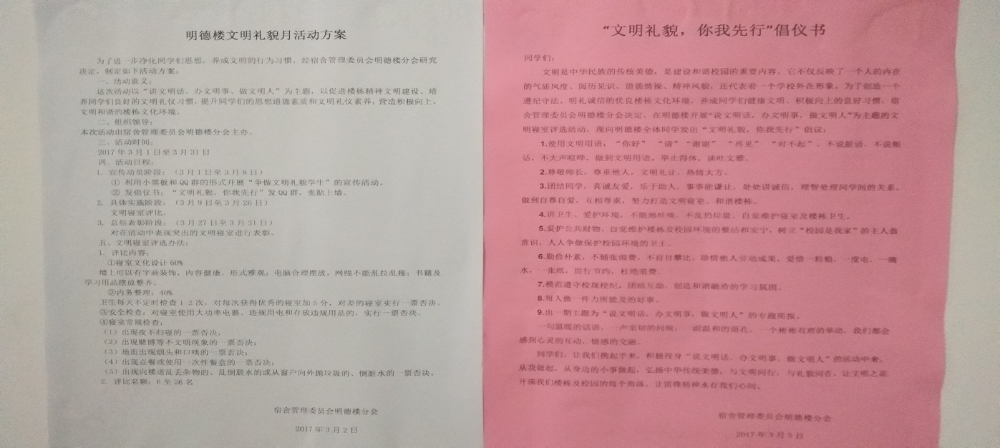 明德楼文明礼貌月活动方案
为了进一步净化同学们思想，养成文明的行为习惯，经宿舍管理委员会明德楼分会研究
决定，制定如下活动方案：
一、活动意义：
这次活动以“讲文明话、办文明事、做文明人”为主题，以促进楼栋精神文明建设、培
养同学们良好的文明礼仪习惯，提升同学们的思想道德素质和文明礼仪素养，营造积极向上、
文明和谐的楼栋文化环境。
二、组织领导：
本次活动由宿舍管理委员会明德楼分会主办。
三、活动时间：
2017年3月1日至3月31日
四、活动日程：
1. 宣传动员阶段：（3月1日至3月8日）
① 利用小黑板和QQ群的形式开展“争做文明礼貌学生”的宣传活动。
② 发倡仪书：“文明礼貌，你我先行”发QQ群，张贴上墙。
2. 具体实施阶段：（3月9日至3月26日）
文明寝室评比。
3. 总结表彰阶段：（3月27日至3月31日）
对在活动中表现突出的文明寝室进行表彰。
五、文明寝室评选办法：
1. 评比内容：
①寝室文化设计60%
墙上可以有字画装饰，内容健康，形式雅观；电脑合理摆放，网线不能乱拉乱接；书籍及
学习用品摆放整齐。
②内务整理：40%
卫生每天不定时检查1-2次，对每次获得优秀的寝室加5分，对差的寝室实行一票否决。
③安全检查：对寝室使用大功率电器、违规用电和存放违规用品的，实行一票否决。
④寝室常规检查：
（1）出现夜不归寝的一票否决；
（2）出现赌博等不文明现象的一票否决；
（3）地面出现烟头和口痰的一票否决；
（4）出现点餐或使用一次性餐盒的一票否决；
（5）出现向楼道乱丢杂物的、乱倒脏水的或从窗户向外抛垃圾的、倒脏水的一票否决。
2. 评比名额：6至26名
宿舍管理委员会明德楼分会
2017年3月2日
“文明礼貌，你我先行”倡仪书
同学们：
文明是中华民族的传统美德，是建设和谐校园的重要内容。它不仅反映了一个人的内在
的气质风度、阅历见识、道德情操、精神风貌，还代表着一个学校外在形象。为了创造一个
遵纪守法、明礼诚信的优良楼栋文化环境，养成同学们健康文明、积极向上的良好习惯，宿
舍管理委员会明德楼分会决定，在明德楼开展“说文明话，办文明事，做文明人”为主题的文
明寝室评选活动，现向明德楼全体同学发出“文明礼貌，你我先行”倡议：
1.使用文明用语：“你好”“请”“谢谢”“再见”“对不起”。不说脏话，不说粗
话，不大声喧哗，做到文明用语，举止得体，谈吐文雅。
2.尊敬师长，尊重他人，文明礼让，热情大方。
3.团结同学，真诚友爱，乐于助人，事事能谦让，处处讲诚信，理智处理同学间的关系，
做到自尊自爱，互相尊重，努力打造文明寝室、和谐楼栋。
4.讲卫生、爱护环境，不随地吐痰，不乱扔垃圾，自觉维护寝室及楼栋卫生。
5.爱护公共财物，自觉维护楼栋及校园环境的整洁和安宁，树立“校园是我家”的主人翁
意识，人人争做保护校园环境的卫士。
6.勤俭朴素，不铺张浪费，不盲目攀比，珍惜他人劳动成果，爱惜一粒粮，一度电，一滴
水，一张纸，厉行节约，杜绝浪费。
7.模范遵守校规校纪，团结互助，创造和谐融洽的学习氛围。
8.每人做一件力所能及的好事。
9.出一期主题为“说文明话，办文明事，做文明人”的专题简报。
一句温暖的话语，一声亲切的问候，一副温和的面孔，一个彬彬有理的举动，我们都会
感到心灵的互动，情感的交融。
同学们，让我们携起手来，积极投身“说文明话、办文明事，做文明人”的活动中来，
从我做起，从身边的小事做起，弘扬中华传统美德，与文明同行，与礼貌同在，让文明之花
开满我们楼栋及校园的每个角落，让雷锋精神永存我们心间。
宿舍管理委员会明德楼分会
2017年3月5日